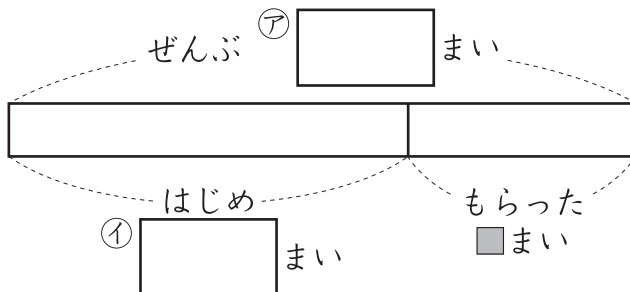 ぜんぶ ㋐ まい
はじめ
㋑ まい
もらった
まい